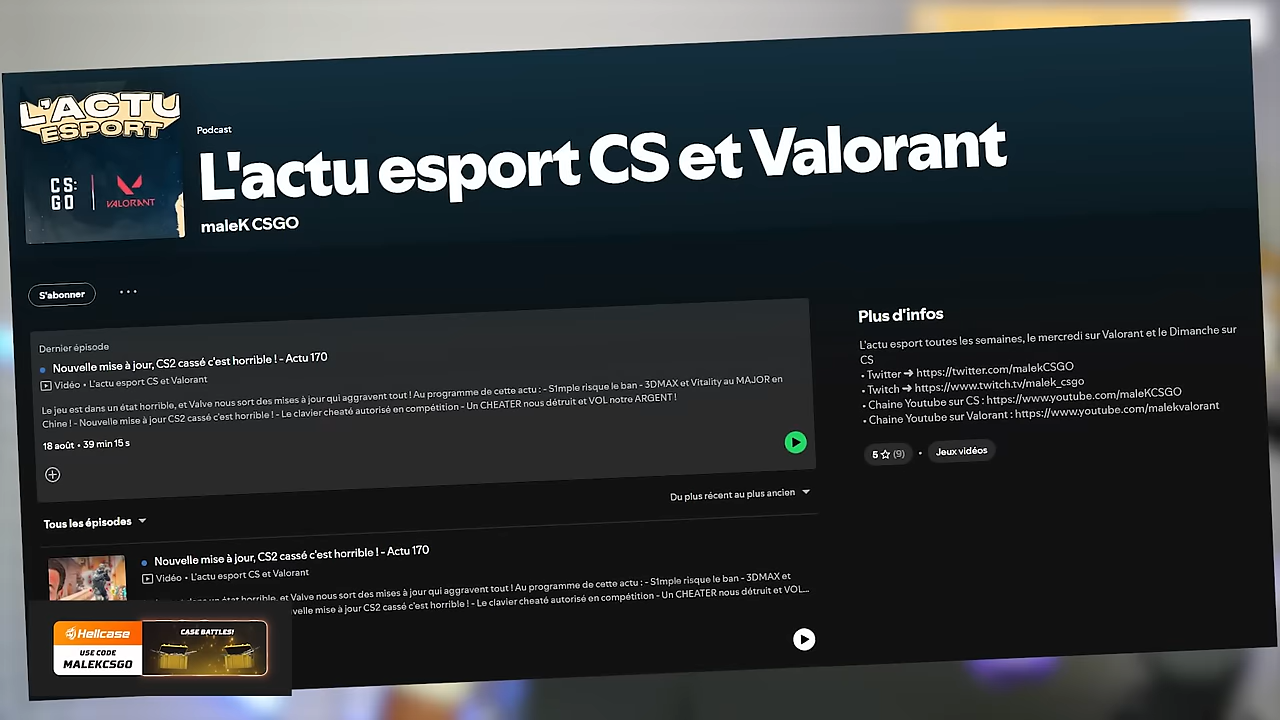 L'ACTU
ESPORT
CS:
GO
VALORANT
Podcast
L'actu esport CS et Valorant
maleK CSGO
S'abonner
Dernier épisode
Nouvelle mise à jour, CS2 cassé c'est horrible ! - Actu 170
Vidéo • L'actu esport CS et Valorant
Le jeu est dans un état horrible, et Valve nous sort des mises à jour qui aggravent tout ! Au programme de cette actu : - S1mple risque le ban - 3DMAX et Vitality au MAJOR en
Chine ! - Nouvelle mise à jour CS2 cassé c'est horrible ! - Le clavier cheaté autorisé en compétition - Un CHEATER nous détruit et VOL notre ARGENT !
18 août • 39 min 15 s
Plus d'infos
L'actu esport toutes les semaines, le mercredi sur Valorant et le Dimanche sur
CS
• Twitter ➜ https://twitter.com/malekCSGO
• Twitch ➜ https://www.twitch.tv/malek_csgo
• Chaine Youtube sur CS : https://www.youtube.com/maleKCSGO
• Chaine Youtube sur Valorant : https://www.youtube.com/malekvalorant
5 ☆ (9) • Jeux vidéos
Du plus récent au plus ancien
Tous les épisodes
Nouvelle mise à jour, CS2 cassé c'est horrible ! - Actu 170
Vidéo • L'actu esport CS et Valorant
état horrible, et Valve nous sort des mises à jour qui aggravent tout ! Au programme de cette actu : - S1mple risque le ban - 3DMAX et
mise à jour CS2 cassé c'est horrible ! - Le clavier cheaté autorisé en compétition - Un CHEATER nous détruit et VOL...
Hellcase
USE CODE
MALEKCSGO
CASE BATTLES!